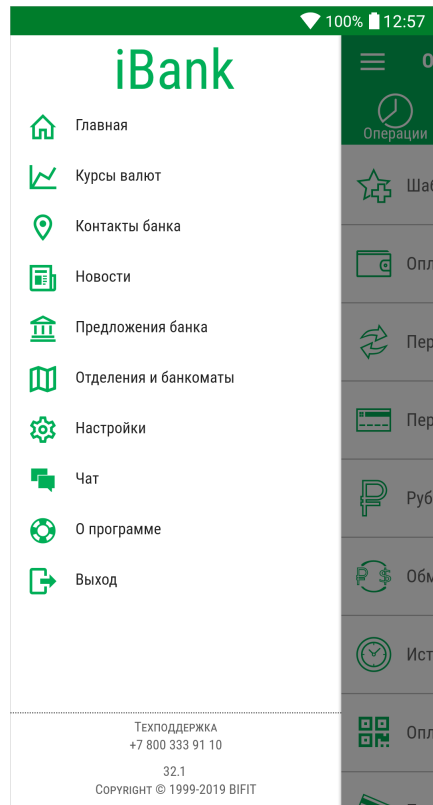 100% 12:57
iBank
Главная
Курсы валют
Контакты банка
Новости
Предложения банка
Отделения и банкоматы
Настройки
Чат
О программе
Выход
Техподдержка
+7 800 333 91 10
32.1
Copyright © 1999-2019 BIFIT
Операции